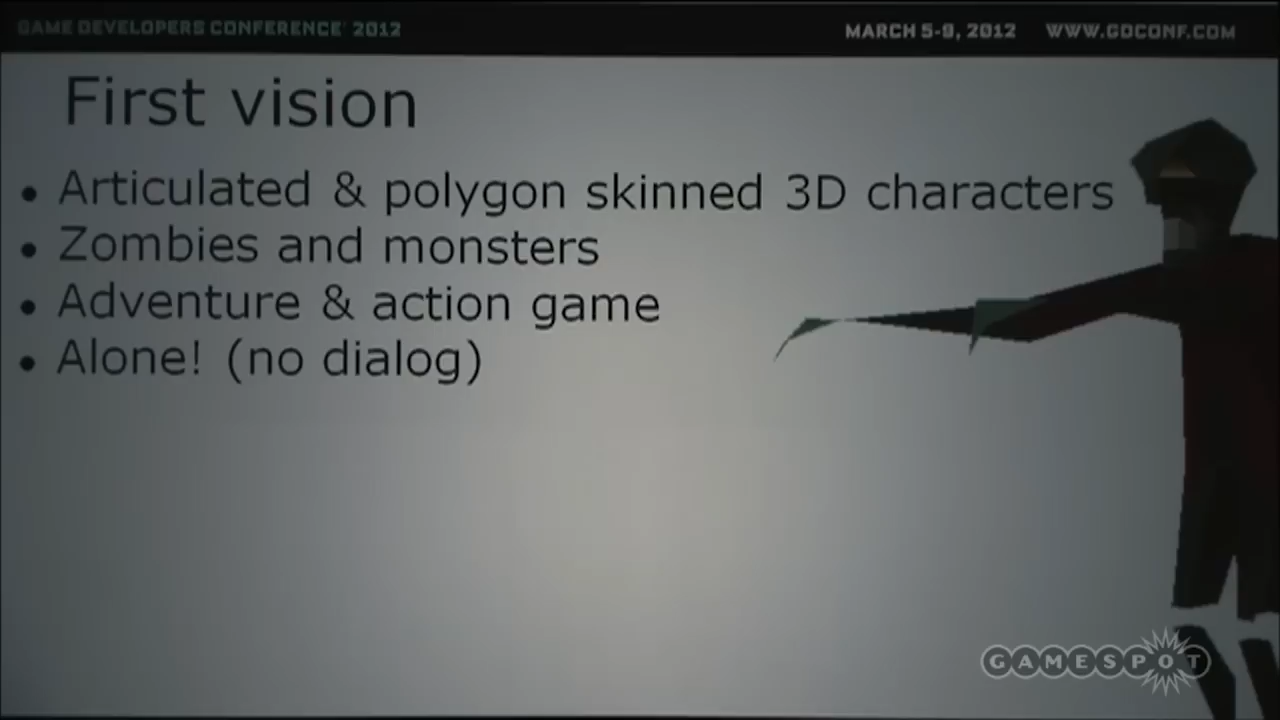 GAME DEVELOPERS CONFERENCE® 2012
MARCH 5-9, 2012 WWW.GDCONF.COM
First vision
• Articulated & polygon skinned 3D characters
• Zombies and monsters
• Adventure & action game
• Alone! (no dialog)
GAMESPOT